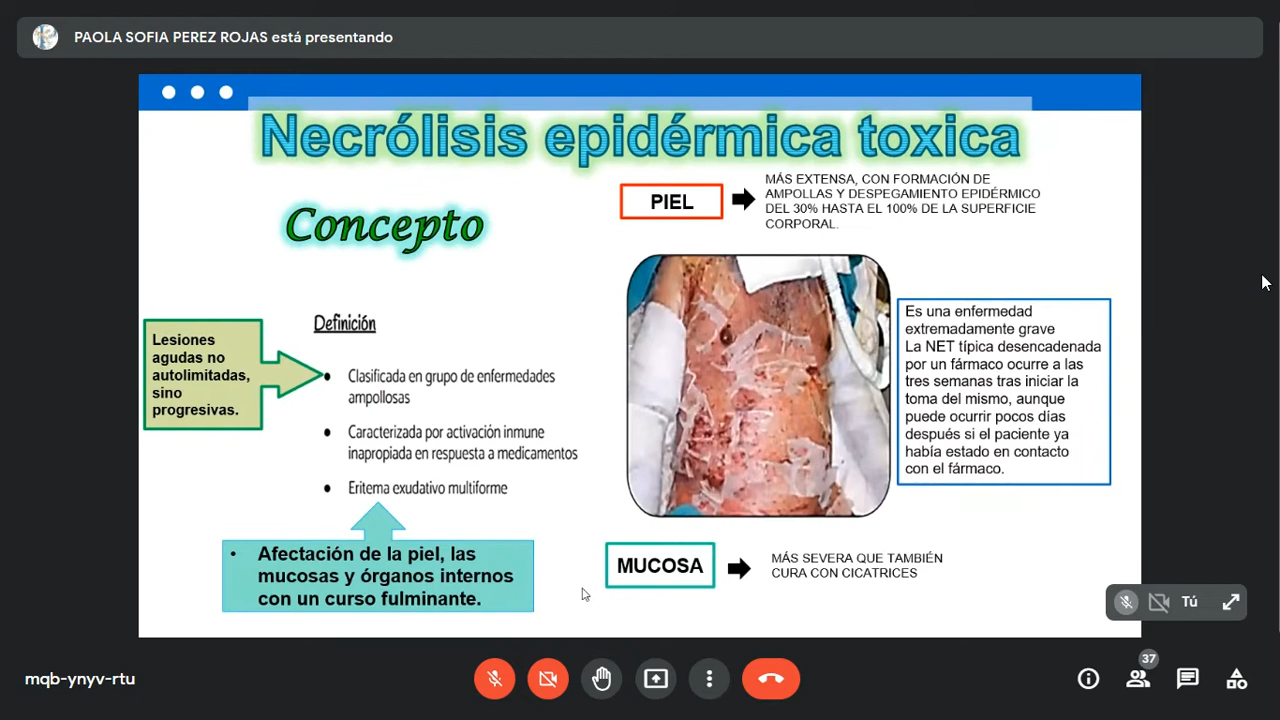 PAOLA SOFIA PEREZ ROJAS está presentando
Necrólisis epidérmica toxica
Concepto
PIEL
MÁS EXTENSA, CON FORMACIÓN DE
AMPOLLAS Y DESPEGAMIENTO EPIDÉRMICO
DEL 30% HASTA EL 100% DE LA SUPERFICIE
CORPORAL.
Definición
Lesiones
agudas no
autolimitadas,
sino
progresivas.
• Clasificada en grupo de enfermedades
ampollosas
• Caracterizada por activación inmune
inapropiada en respuesta a medicamentos
• Eritema exudativo multiforme
• Afectación de la piel, las
mucosas y órganos internos
con un curso fulminante.
Es una enfermedad
extremadamente grave
La NET típica desencadenada
por un fármaco ocurre a las
tres semanas tras iniciar la
toma del mismo, aunque
puede ocurrir pocos días
después si el paciente ya
había estado en contacto
con el fármaco.
MUCOSA
MÁS SEVERA QUE TAMBIÉN
CURA CON CICATRICES
Tú
mqb-ynyv-rtu
37